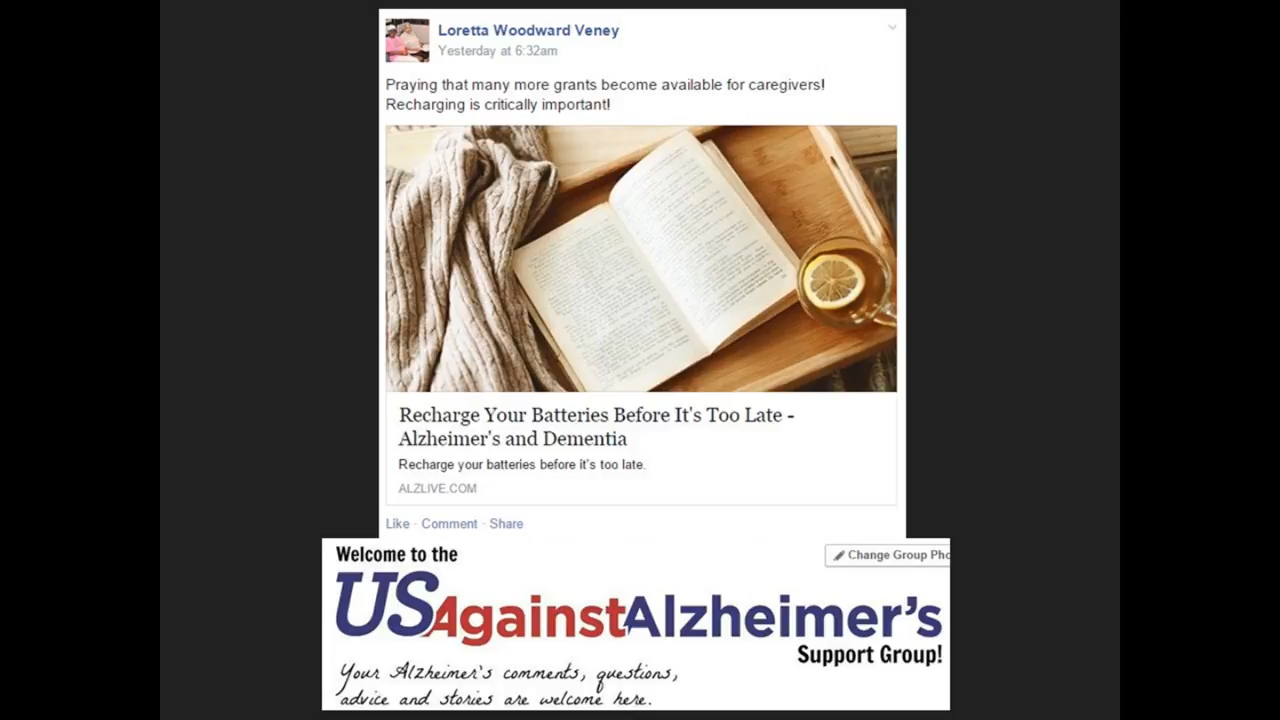 Loretta Woodward Veney
Yesterday at 6:32am
Praying that many more grants become available for caregivers!
Recharging is critically important!
Recharge Your Batteries Before It's Too Late -
Alzheimer's and Dementia
Recharge your batteries before it's too late.
ALZLIVE.COM
Like · Comment · Share
Welcome to the
Change Group Pho
USAgainstAlzheimer's
Support Group!
Your Alzheimer's comments, questions,
advice and stories are welcome here.